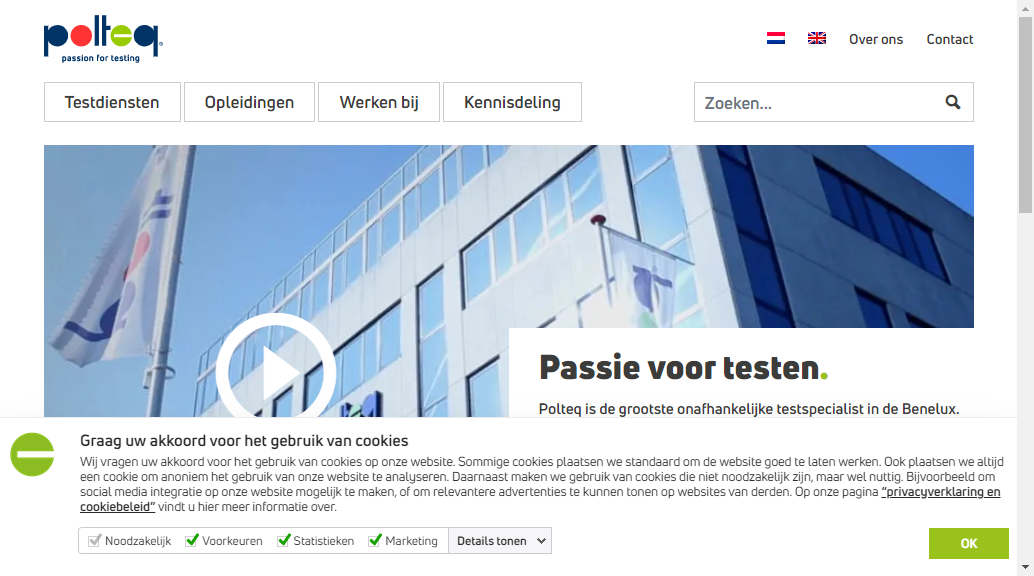 polteq
passion for testing
Over ons
Contact
Testdiensten
Opleidingen
Werken bij
Kennisdeling
Zoeken...
Passie voor testen.
Polteq is de grootste onafhankelijke testspecialist in de Benelux.
Graag uw akkoord voor het gebruik van cookies
Wij vragen uw akkoord voor het gebruik van cookies op onze website. Sommige cookies plaatsen we standaard om de website goed te laten werken. Ook plaatsen we altijd
een cookie om anoniem het gebruik van onze website te analyseren. Daarnaast maken we gebruik van cookies die niet noodzakelijk zijn, maar wel nuttig. Bijvoorbeeld om
social media integratie op onze website mogelijk te maken, of om relevantere advertenties te kunnen tonen op websites van derden. Op onze pagina “privacyverklaring en
cookiebeleid” vindt u hier meer informatie over.
Noodzakelijk
Voorkeuren
Statistieken
Marketing
Details tonen
OK